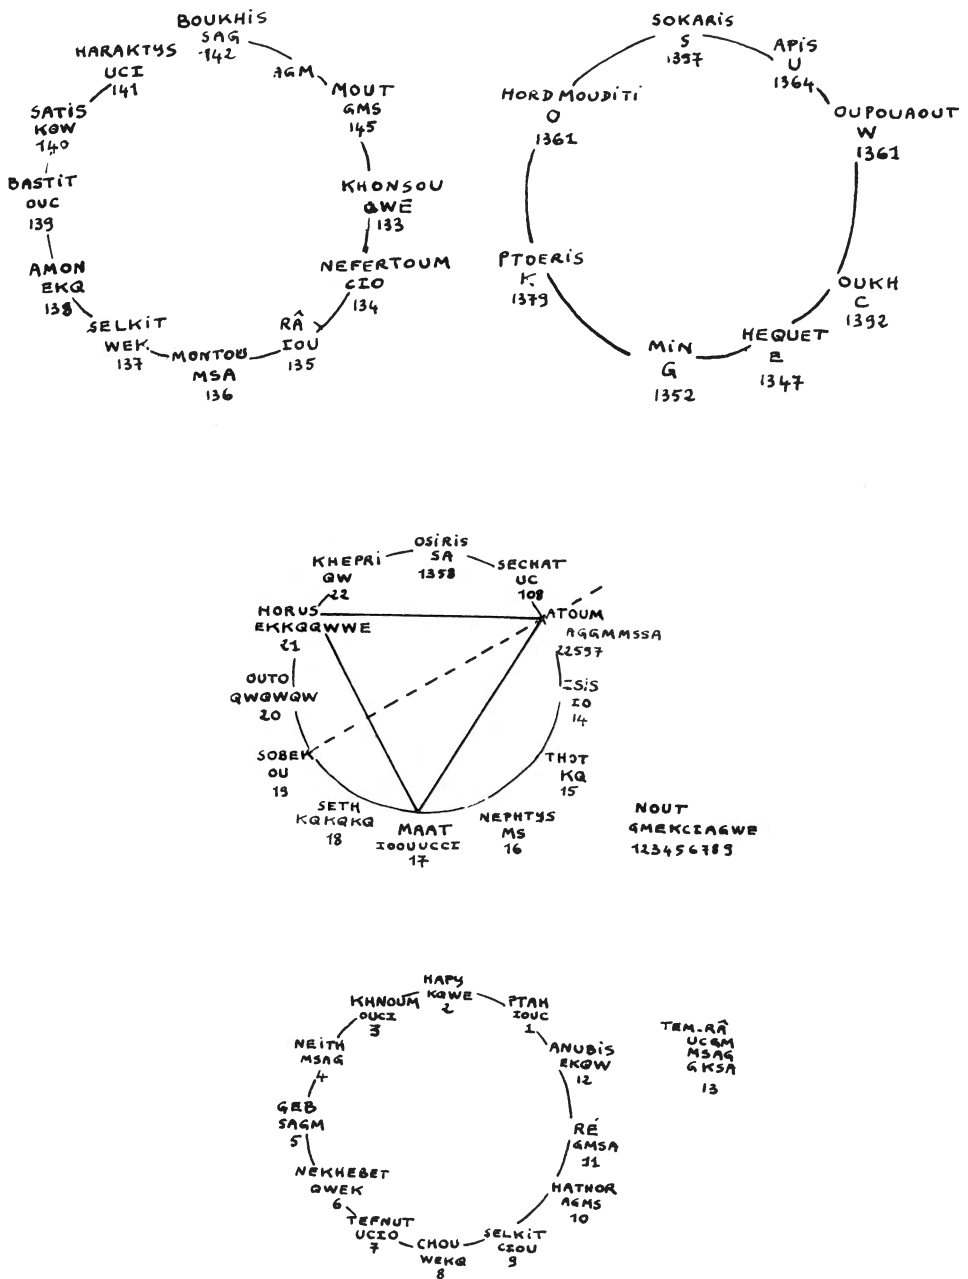 BOUKHIS
SAG
142
AGM
MOUT
GMS
145
KHONSOU
QWE
133
NEFERTOUM
CIO
134
RÂ
IOU
135
MONTOU
MSA
136
SELKIT
WEK
137
AMON
EKQ
138
BASTIT
OUC
139
SATIS
KQW
140
HARAKTYS
UCI
141
SOKARIS
S
1397
APIS
U
1364
OUPOUAOUT
W
1361
OUKH
C
1392
HEQUET
E
1347
MIN
G
1352
PTDERIS
K
1379
HORD MOUDITI
O
1361
OSIRIS
SA
1358
SECHAT
UC
108
ATOUM
AGGMMSSA
22597
ISIS
IO
14
THOT
KQ
15
NEPHTYS
MS
16
MAAT
IOOUUCCI
17
SETH
KQKQKQ
18
SOBEK
OU
19
OUTO
QWQWQW
20
HORUS
EKKQQWWE
21
KHEPRI
QW
22
NOUT
GMEKCIAGWE
123456789
HAPY
KQWE
2
PTAH
IOUC
1
ANUBIS
EKQW
12
RÉ
GMSA
11
HATHOR
AGMS
10
SELKIT
CIOU
9
CHOU
WEKQ
8
TEFNUT
UCIO
7
NEKHEBET
QWEK
6
GEB
SAGM
5
NEITH
MSAG
4
KHNOUM
OUCI
3
TEM-RÂ
UCGM
MSAG
GKSA
13